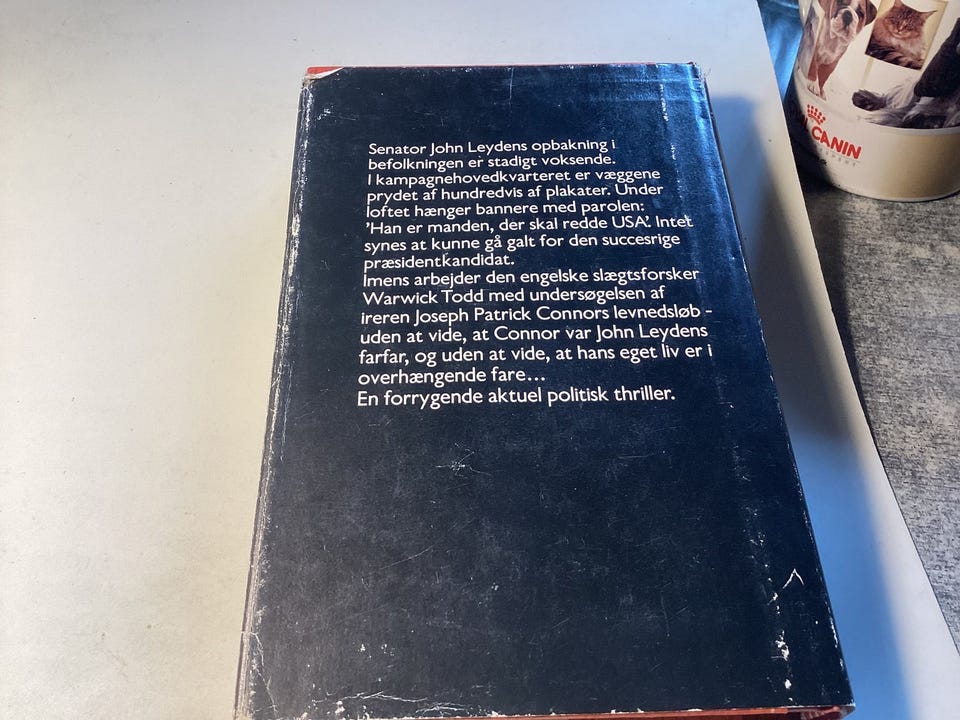 Senator John Leydens opbakning i
befolkningen er stadigt voksende.
I kampagnehovedkvarteret er væggene
prydet af hundredvis af plakater. Under
loftet hænger bannere med parolen:
'Han er manden, der skal redde USA'. Intet
synes at kunne gå galt for den succesrige
præsidentkandidat.
Imens arbejder den engelske slægtsforsker
Warwick Todd med undersøgelsen af
ireren Joseph Patrick Connors levnedsløb -
uden at vide, at Connor var John Leydens
farfar, og uden at vide, at hans eget liv er i
overhængende fare...
En forrygende aktuel politisk thriller.
CANIN